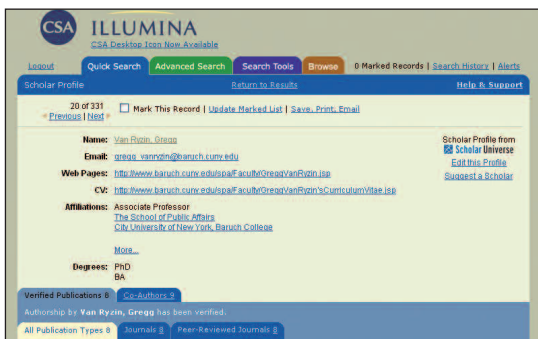 CSA ILLUMINA
CSA Desktop Icon Now Available
Logout Quick Search Advanced Search Search Tools Browse 0 Marked Records | Search History | Alerts
Scholar Profile Return to Results Help & Support
20 of 331 Mark This Record | Update Marked List | Save, Print, Email
Previous | Next
Name: Van Ryzin, Gregg
Scholar Profile from
Scholar Universe
Email: gregg_vanryzin@baruch.cuny.edu
Edit this Profile
Web Pages: http://www.baruch.cuny.edu/spa/Faculty/GreggVanRyzin.jsp
Suggest a Scholar
CV: http://www.baruch.cuny.edu/spa/Faculty/GreggVanRyzin'sCurriculumVitae.jsp
Affiliations: Associate Professor
The School of Public Affairs
City University of New York, Baruch College
More...
Degrees: PhD
BA
Verified Publications 8 Co-Authors 9
Authorship by Van Ryzin, Gregg has been verified.
All Publication Types 8 Journals 8 Peer-Reviewed Journals 8